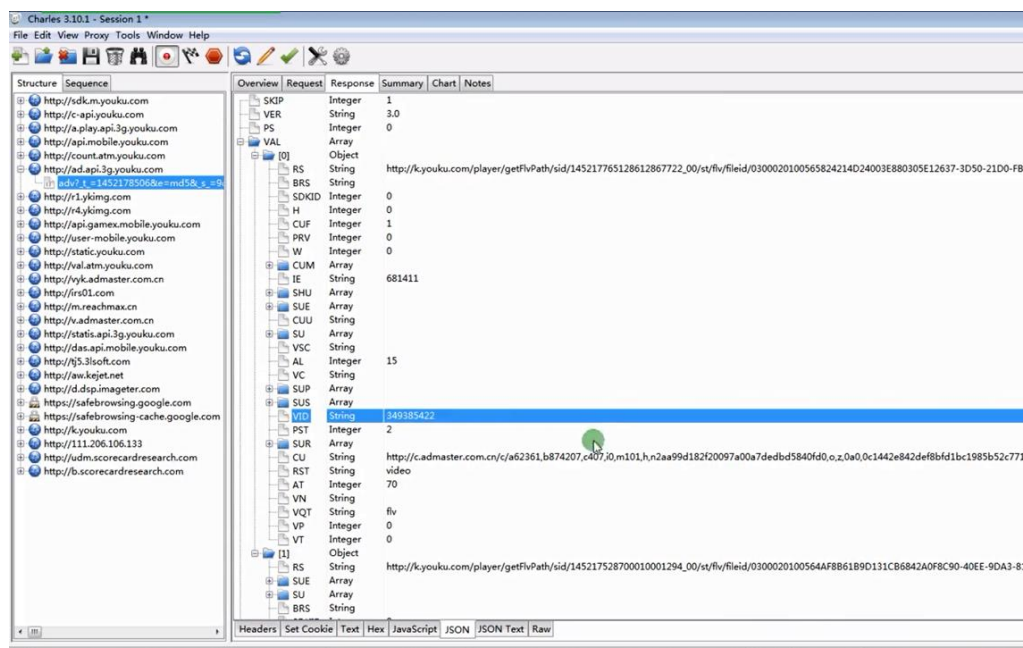 Charles 3.10.1 - Session 1 *
File Edit View Proxy Tools Window Help
Structure Sequence
http://sdk.m.youku.com
http://c-api.youku.com
http://a.play.api.3g.youku.com
http://api.mobile.youku.com
http://count.atm.youku.com
http://ad.api.3g.youku.com
adv?_t_=1452178506&e=md5&_s_=9
http://r1.ykimg.com
http://r4.ykimg.com
http://api.gamex.mobile.youku.com
http://user-mobile.youku.com
http://static.youku.com
http://val.atm.youku.com
http://vyk.admaster.com.cn
http://irs01.com
http://m.reachmax.cn
http://v.admaster.com.cn
http://statis.api.3g.youku.com
http://das.api.mobile.youku.com
http://tj5.3lsoft.com
http://aw.kejet.net
http://d.dsp.imageter.com
https://safebrowsing.google.com
https://safebrowsing-cache.google.com
http://k.youku.com
http://111.206.106.133
http://udm.scorecardresearch.com
http://b.scorecardresearch.com
Overview Request Response Summary Chart Notes
SKIP Integer 1
VER String 3.0
PS Integer 0
VAL Array
[0] Object
RS String http://k.youku.com/player/getFlvPath/sid/145217765128612867722_00/st/flv/fileid/0300020100565824214D24003E880305E12637-3D50-21D0-FB
BRS String
SDKID Integer 0
H Integer 0
CUF Integer 1
PRV Integer 0
W Integer 0
CUM Array
IE String 681411
SHU Array
SUE Array
CUU String
SU Array
VSC String
AL Integer 15
VC String
SUP Array
SUS Array
VID String 349385422
PST Integer 2
SUR Array
CU String http://c.admaster.com.cn/c/a62361,b874207,c407,i0,m101,h,n2aa99d182f20097a00a7dedbd5840fd0,o,z,0a0,0c1442e842def8bfd1bc1985b52c771
RST String video
AT Integer 70
VN String
VQT String flv
VP Integer 0
VT Integer 0
[1] Object
RS String http://k.youku.com/player/getFlvPath/sid/145217528700010001294_00/st/flv/fileid/0300020100564AF8B61B9D131CB6842A0F8C90-40EE-9DA3-8
SUE Array
SU Array
BRS String
Headers Set Cookie Text Hex JavaScript JSON JSON Text Raw